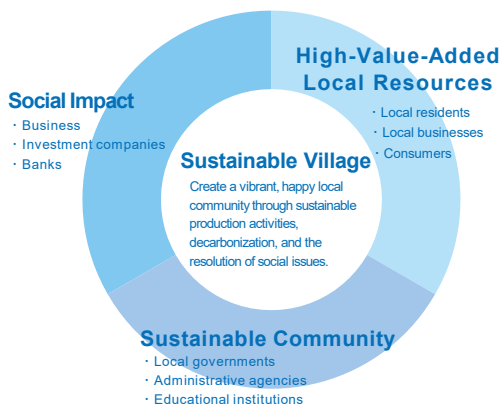 High-Value-Added
Local Resources
・Local residents
・Local businesses
・Consumers
Social Impact
・Business
・Investment companies
・Banks
Sustainable Village
Create a vibrant, happy local
community through sustainable
production activities,
decarbonization, and the
resolution of social issues.
Sustainable Community
・Local governments
・Administrative agencies
・Educational institutions